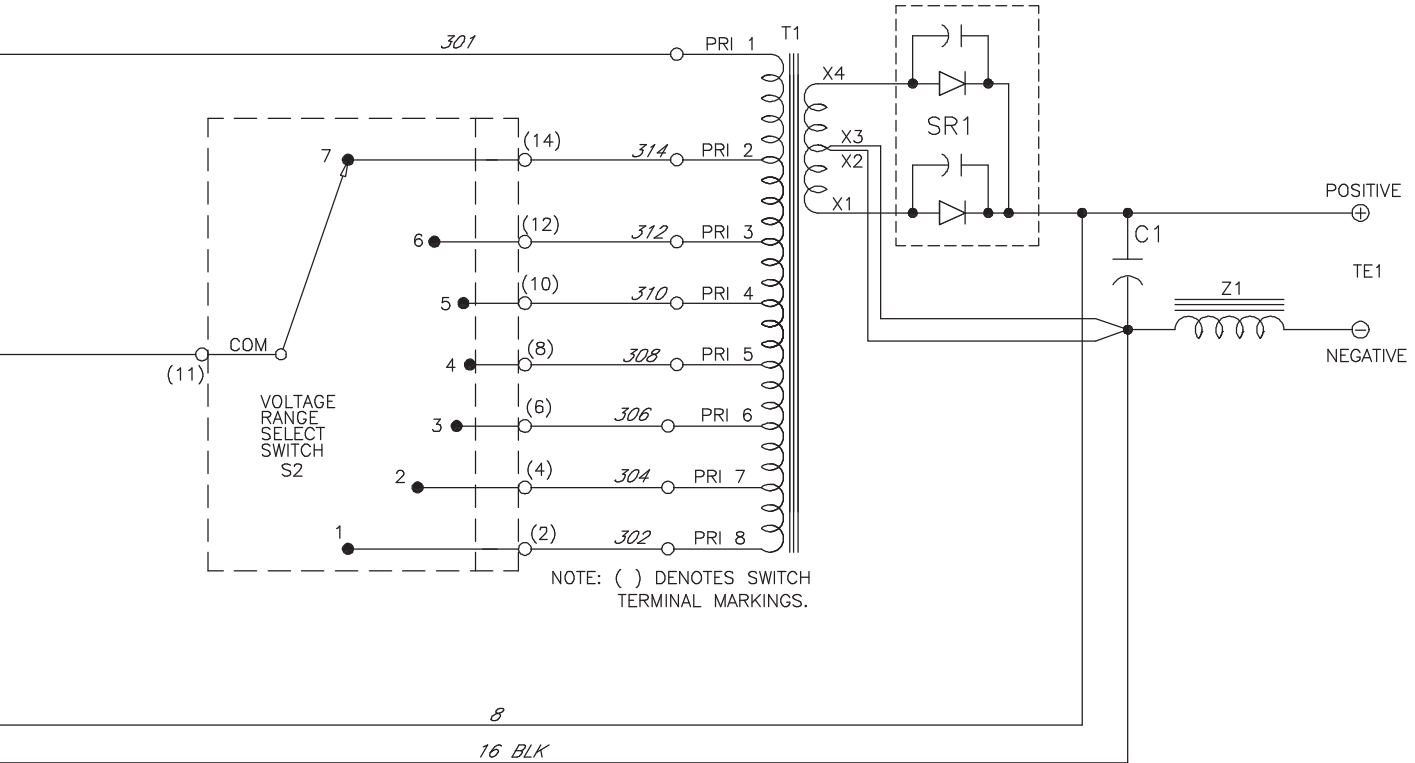 301
PRI 1
T1
X4
X3
X2
X1
SR1
POSITIVE
C1
TE1
Z1
NEGATIVE
7
(14)
314
PRI 2
6
(12)
312
PRI 3
5
(10)
310
PRI 4
COM
(11)
4
(8)
308
PRI 5
VOLTAGE
RANGE
SELECT
SWITCH
S2
3
(6)
306
PRI 6
2
(4)
304
PRI 7
1
(2)
302
PRI 8
NOTE: ( ) DENOTES SWITCH
TERMINAL MARKINGS.
8
16 BLK